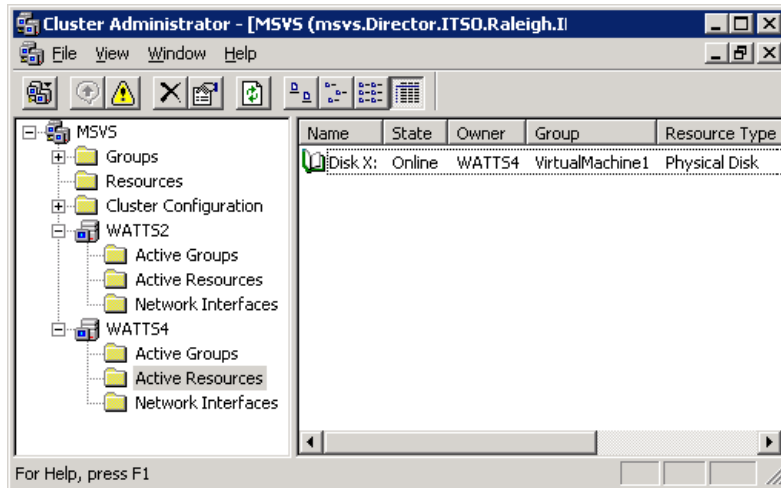 Cluster Administrator - [MSVS (msvs.Director.ITSO.Raleigh.I
File View Window Help
MSVS
Groups
Resources
Cluster Configuration
WATTS2
Active Groups
Active Resources
Network Interfaces
WATTS4
Active Groups
Active Resources
Network Interfaces
Name State Owner Group Resource Type
Disk X: Online WATTS4 VirtualMachine1 Physical Disk
For Help, press F1